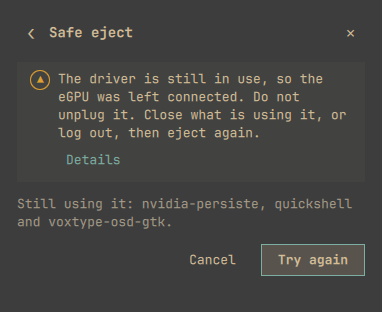 Safe eject
The driver is still in use, so the
eGPU was left connected. Do not
unplug it. Close what is using it, or
log out, then eject again.
Details
Still using it: nvidia-persiste, quickshell
and voxtype-osd-gtk.
Cancel
Try again